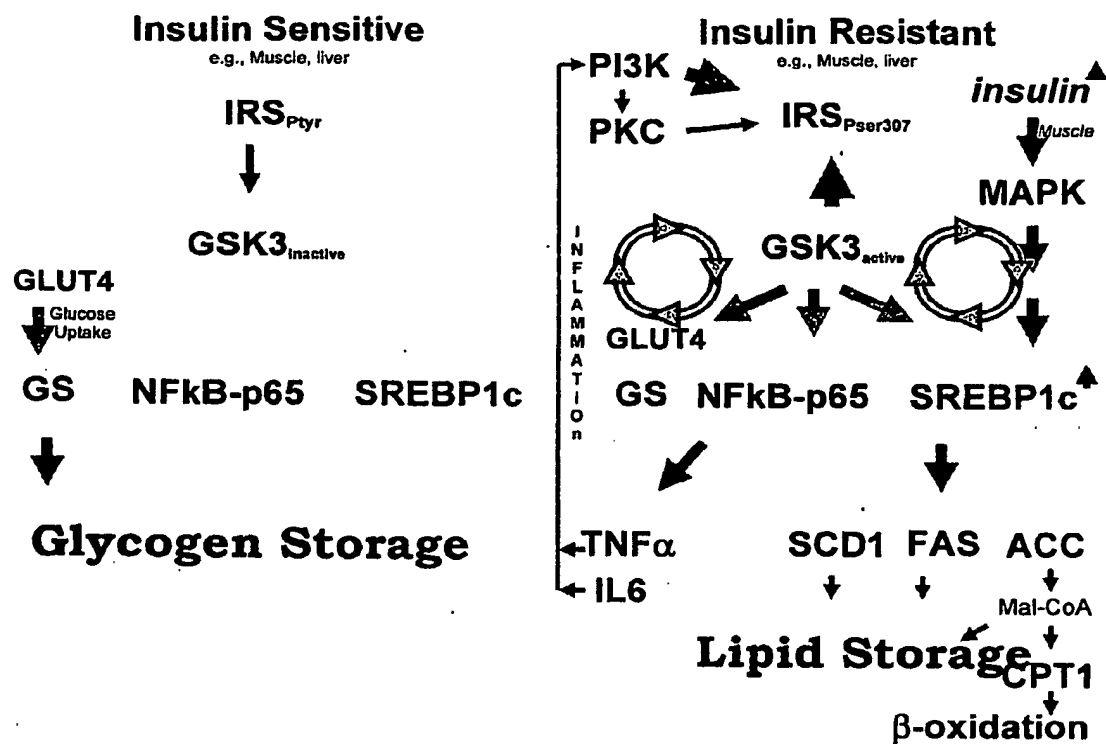 Insulin Sensitive
e.g., Muscle, liver
IRSPtyr
GSK3Inactive
GLUT4
Glucose
Uptake
GS NFkB-p65 SREBP1c
Glycogen Storage
Insulin Resistant
e.g., Muscle, liver
PI3K
PKC
IRSPser307
insulin
Muscle
MAPK
INFLAMMATIOn
GSK3active
GLUT4
GS NFkB-p65 SREBP1c
TNFα
IL6
SCD1 FAS ACC
Mal-CoA
Lipid Storage
CPT1
β-oxidation